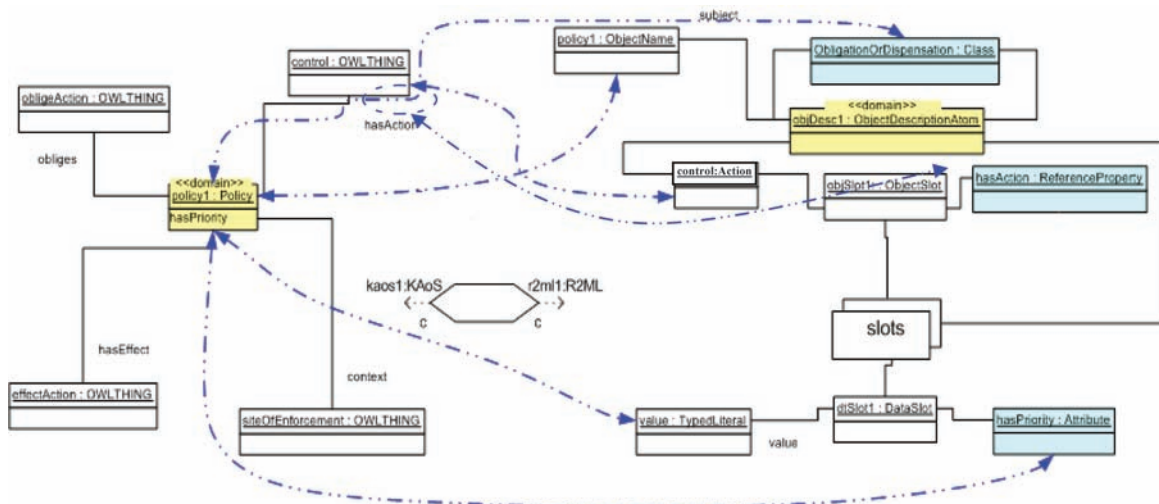 subject
policy1 : ObjectName
ObligationOrDispensation : Class
control : OWLTHING
obligeAction : OWLTHING
hasAction
<<domain>>
objDesc1 : ObjectDescriptionAtom
obliges
control:Action
<<domain>>
policy1 : Policy
hasPriority
objSlot1 : ObjectSlot
hasAction : ReferenceProperty
kaos1:KAoS
r2ml1:R2ML
c
c
slots
hasEffect
context
effectAction : OWLTHING
siteOfEnforcement : OWLTHING
value : TypedLiteral
value
dtSlot1 : DataSlot
hasPriority : Attribute